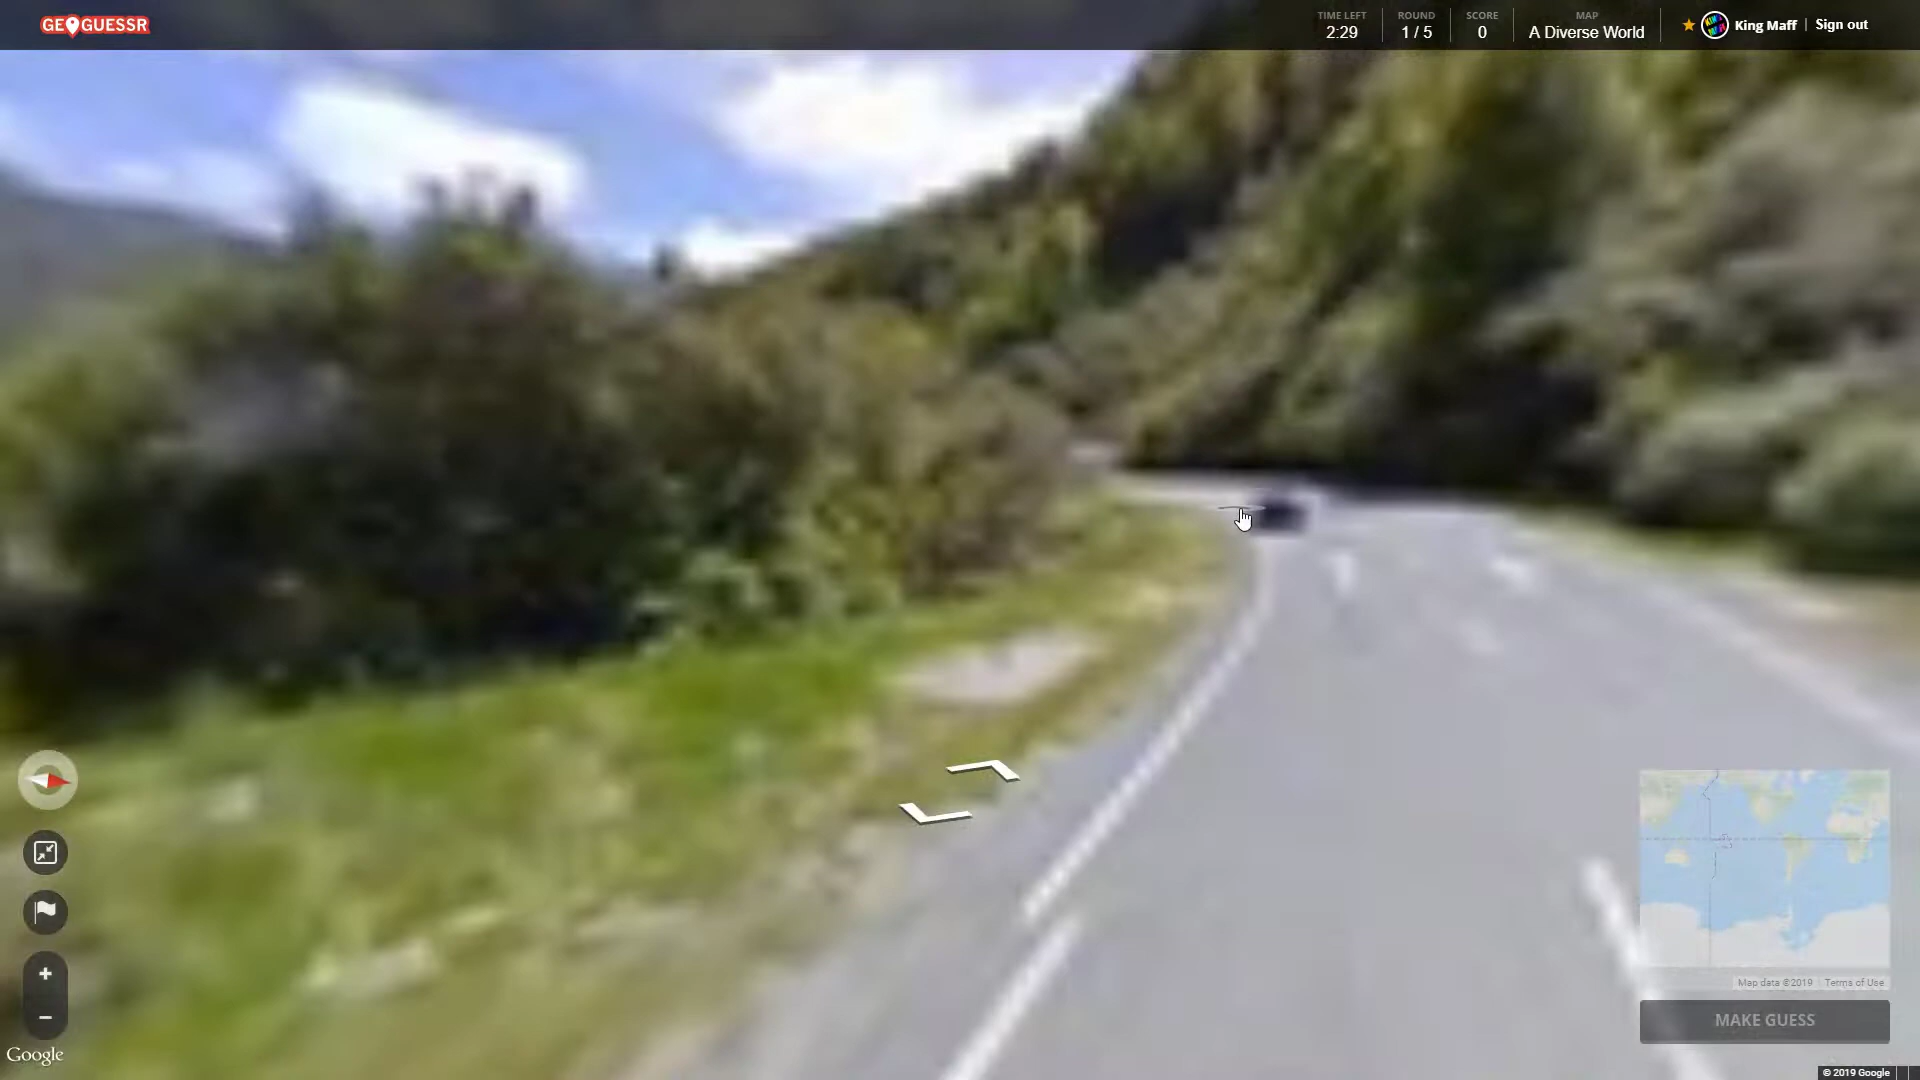 GEOGUESSR
TIME LEFT
2:29
ROUND
1 / 5
SCORE
0
MAP
A Diverse World
King Maff
Sign out
+
−
Google
Map data ©2019
Terms of Use
MAKE GUESS
© 2019 Google